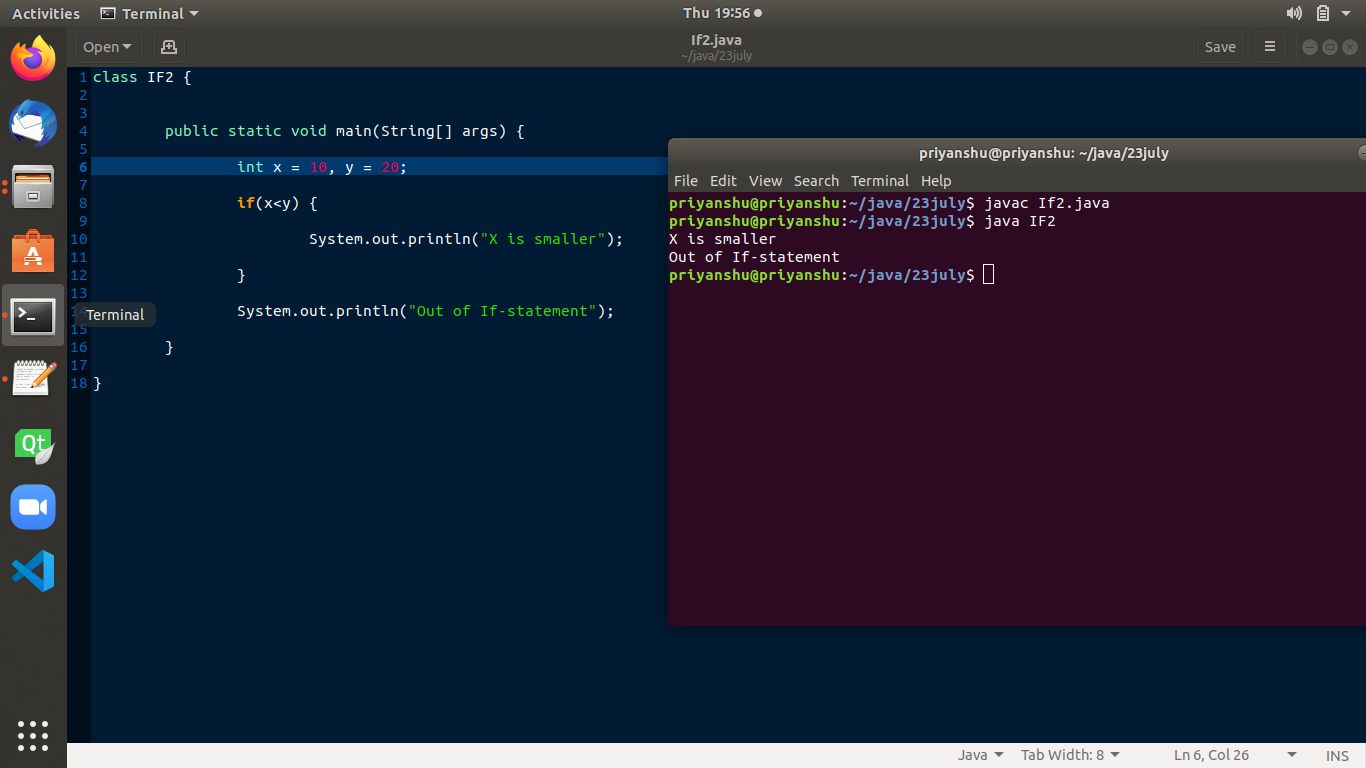 Activities Terminal Thu 19:56
Open If2.java Save
~/java/23july
1 class IF2 {
2
3
4 public static void main(String[] args) {
5
6 int x = 10, y = 20;
7
8 if(x<y) {
9
10 System.out.println("X is smaller");
11
12 }
13
14 System.out.println("Out of If-statement");
15
16 }
17
18 }
Terminal
Qt
priyanshu@priyanshu: ~/java/23july
File Edit View Search Terminal Help
priyanshu@priyanshu:~/java/23july$ javac If2.java
priyanshu@priyanshu:~/java/23july$ java IF2
X is smaller
Out of If-statement
priyanshu@priyanshu:~/java/23july$
Java Tab Width: 8 Ln 6, Col 26 INS